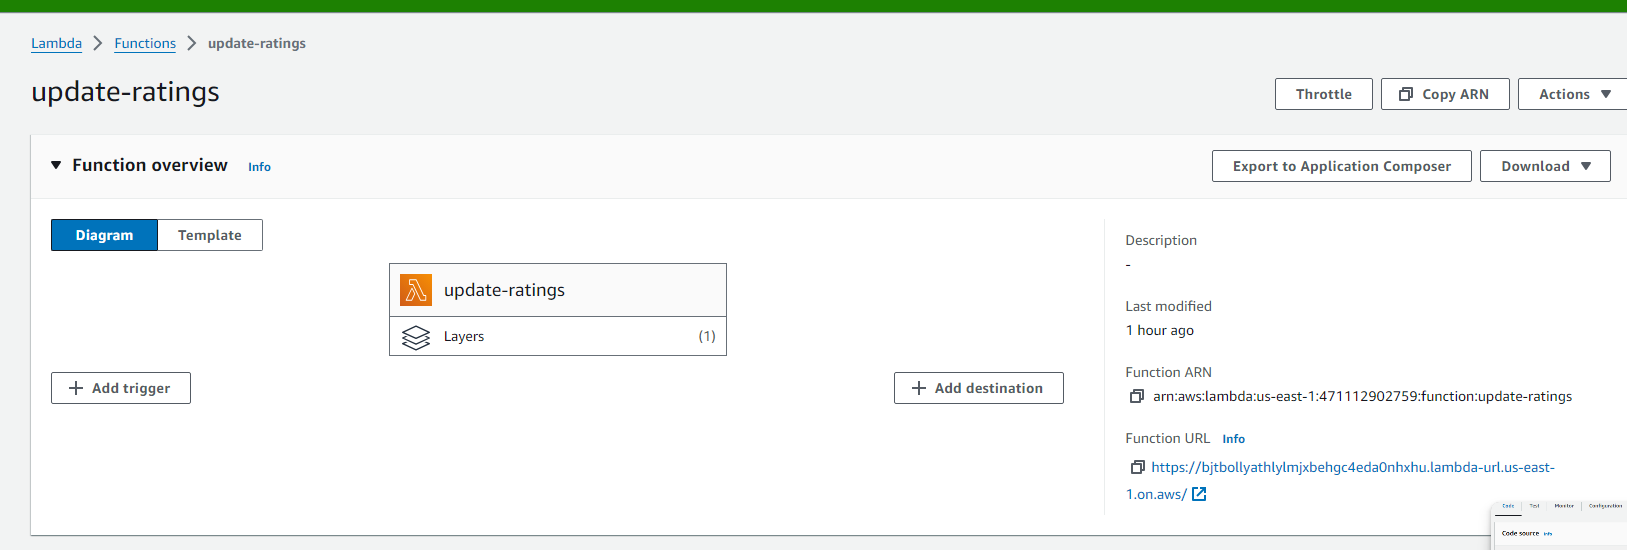 Lambda > Functions > update-ratings
update-ratings
Throttle
Copy ARN
Actions
Function overview Info
Export to Application Composer
Download
Diagram
Template
update-ratings
Layers (1)
+ Add trigger
+ Add destination
Description
-
Last modified
1 hour ago
Function ARN
arn:aws:lambda:us-east-1:471112902759:function:update-ratings
Function URL Info
https://bjtbollyathlylmjxbehgc4eda0nhxhu.lambda-url.us-east-
1.on.aws/
Code Test Monitor Configuration
Code source Info